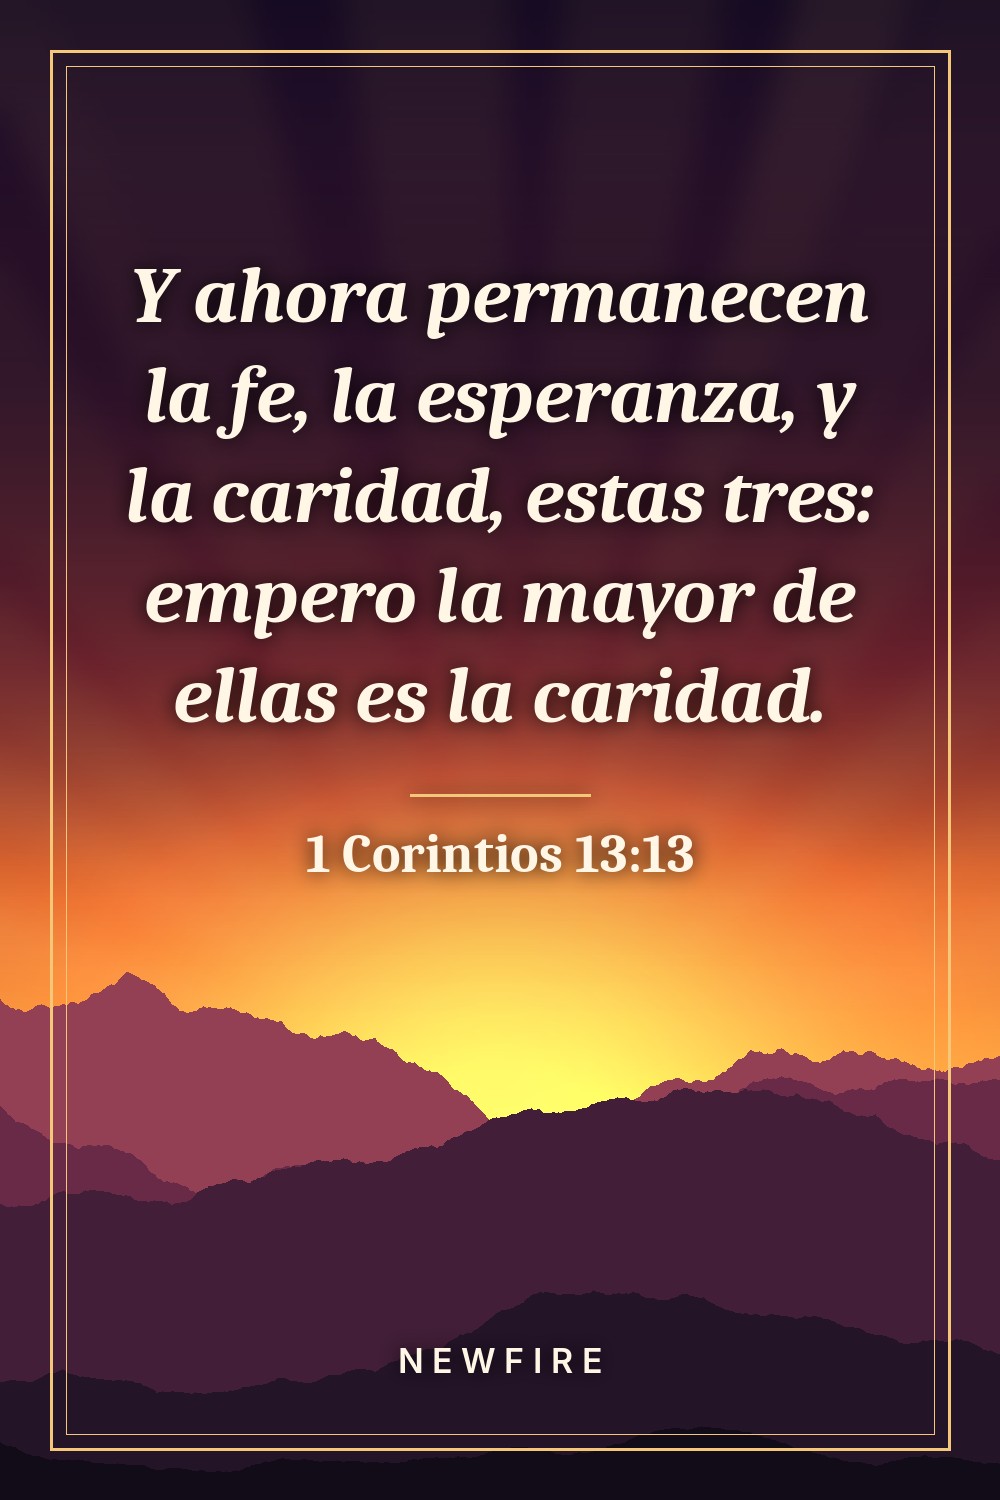 Y ahora permanecen
la fe, la esperanza, y
la caridad, estas tres:
empero la mayor de
ellas es la caridad.
1 Corintios 13:13
NEWFIRE